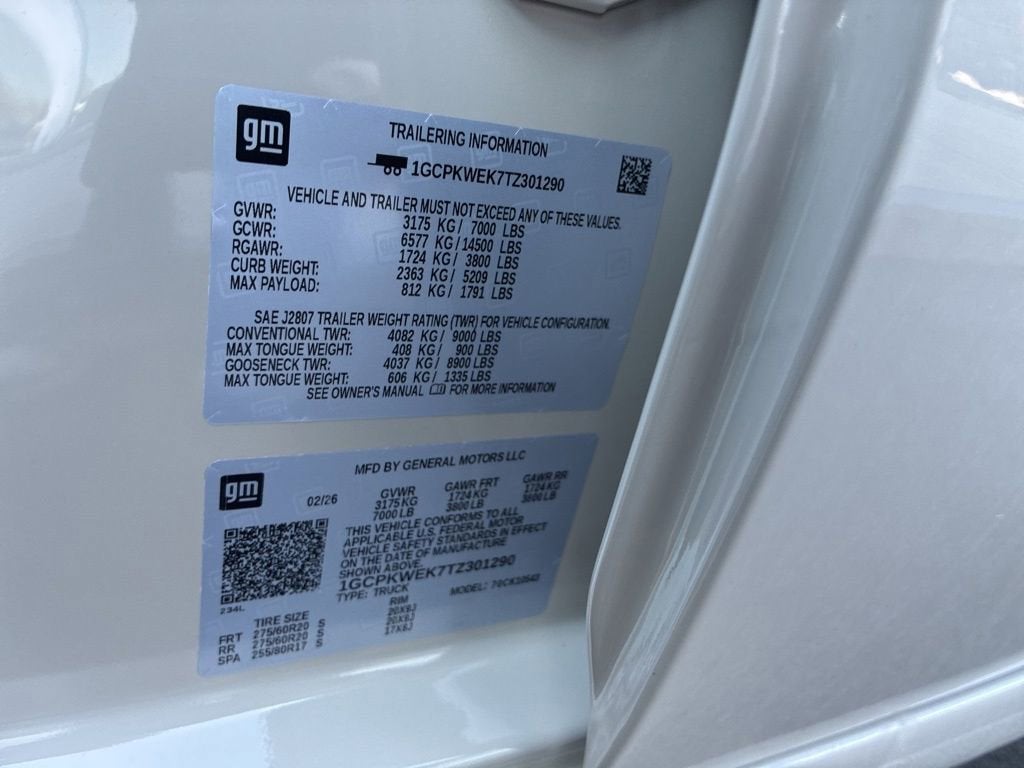 gm
TRAILERING INFORMATION
1GCPKWEK7TZ301290
VEHICLE AND TRAILER MUST NOT EXCEED ANY OF THESE VALUES.
GVWR: 3175 KG / 7000 LBS
GCWR: 6577 KG / 14500 LBS
RGAWR: 1724 KG / 3800 LBS
CURB WEIGHT: 2363 KG / 5209 LBS
MAX PAYLOAD: 812 KG / 1791 LBS
SAE J2807 TRAILER WEIGHT RATING (TWR) FOR VEHICLE CONFIGURATION.
CONVENTIONAL TWR: 4082 KG / 9000 LBS
MAX TONGUE WEIGHT: 408 KG / 900 LBS
GOOSENECK TWR: 4037 KG / 8900 LBS
MAX TONGUE WEIGHT: 606 KG / 1335 LBS
SEE OWNER'S MANUAL FOR MORE INFORMATION
gm
MFD BY GENERAL MOTORS LLC
02/26 GVWR GAWR FRT GAWR RR
3175 KG 1724 KG 1724 KG
7000 LB 3800 LB 3800 LB
THIS VEHICLE CONFORMS TO ALL
APPLICABLE U.S. FEDERAL MOTOR
VEHICLE SAFETY STANDARDS IN EFFECT
ON THE DATE OF MANUFACTURE
SHOWN ABOVE.
1GCPKWEK7TZ301290
TYPE: TRUCK MODEL:
234L
TIRE SIZE RIM
FRT 275/60R20 S 20X8J
RR 275/60R20 S 20X8J
SPA 255/80R17 S 17X8J